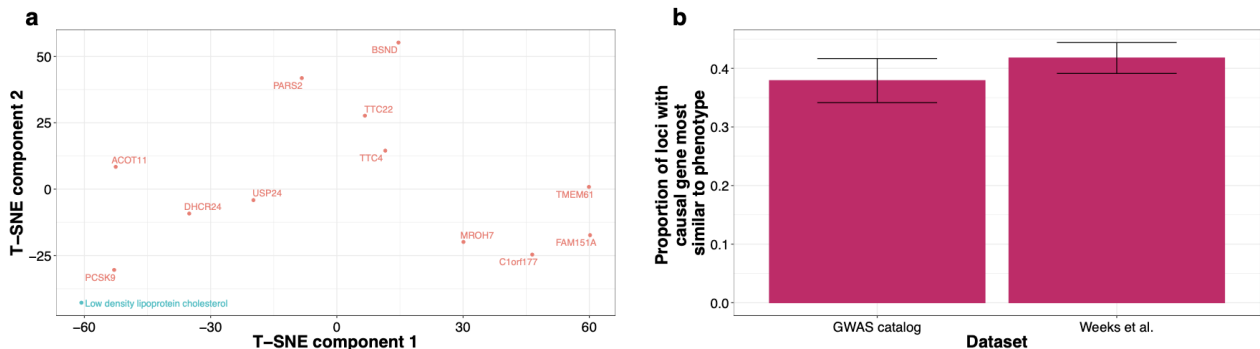 a
T-SNE component 2
50
25
0
−25
BSND
PARS2
TTC22
TTC4
ACOT11
TMEM61
USP24
DHCR24
MROH7
FAM151A
C1orf177
PCSK9
Low density lipoprotein cholesterol
−60
−30
0
30
60
T-SNE component 1
b
Proportion of loci with
causal gene most
similar to phenotype
0.4
0.3
0.2
0.1
0.0
GWAS catalog
Weeks et al.
Dataset